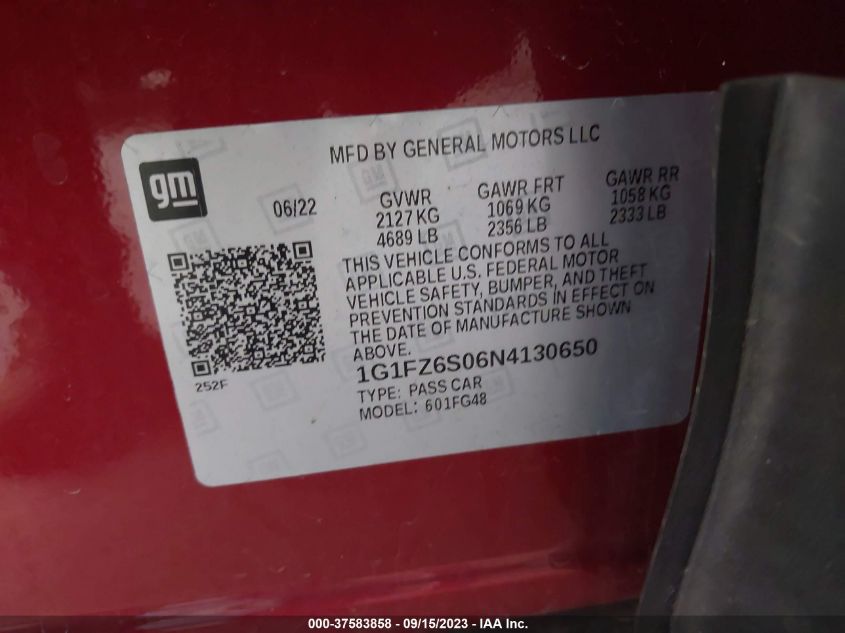 MFD BY GENERAL MOTORS LLC
gm
06/22
GVWR
2127 KG
4689 LB
GAWR FRT
1069 KG
2356 LB
GAWR RR
1058 KG
2333 LB
THIS VEHICLE CONFORMS TO ALL
APPLICABLE U.S. FEDERAL MOTOR
VEHICLE SAFETY, BUMPER, AND THEFT
PREVENTION STANDARDS IN EFFECT ON
THE DATE OF MANUFACTURE SHOWN
ABOVE.
252F
1G1FZ6S06N4130650
TYPE: PASS CAR
MODEL: 601FG48
000-37583858 - 09/15/2023 - IAA Inc.